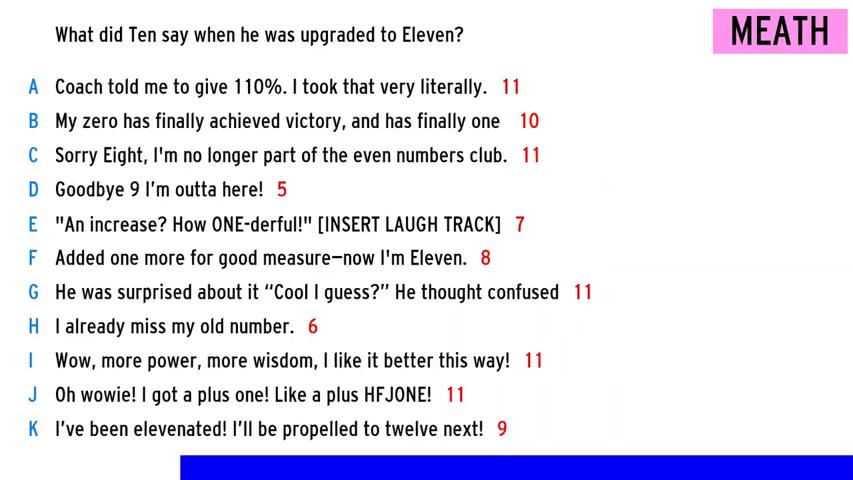 What did Ten say when he was upgraded to Eleven?
MEATH
A Coach told me to give 110%. I took that very literally. 11
B My zero has finally achieved victory, and has finally one 10
C Sorry Eight, I'm no longer part of the even numbers club. 11
D Goodbye 9 I'm outta here! 5
E "An increase? How ONE-derful!" [INSERT LAUGH TRACK] 7
F Added one more for good measure—now I'm Eleven. 8
G He was surprised about it “Cool I guess?” He thought confused 11
H I already miss my old number. 6
I Wow, more power, more wisdom, I like it better this way! 11
J Oh wowie! I got a plus one! Like a plus HFJONE! 11
K I've been elevenated! I'll be propelled to twelve next! 9